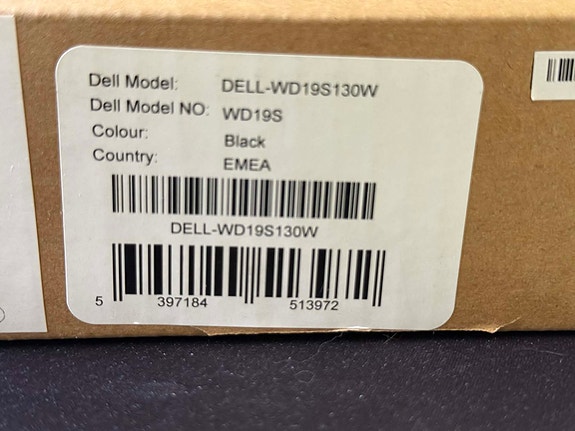 Dell Model: DELL-WD19S130W
Dell Model NO: WD19S
Colour: Black
Country: EMEA
DELL-WD19S130W
5 397184 513972